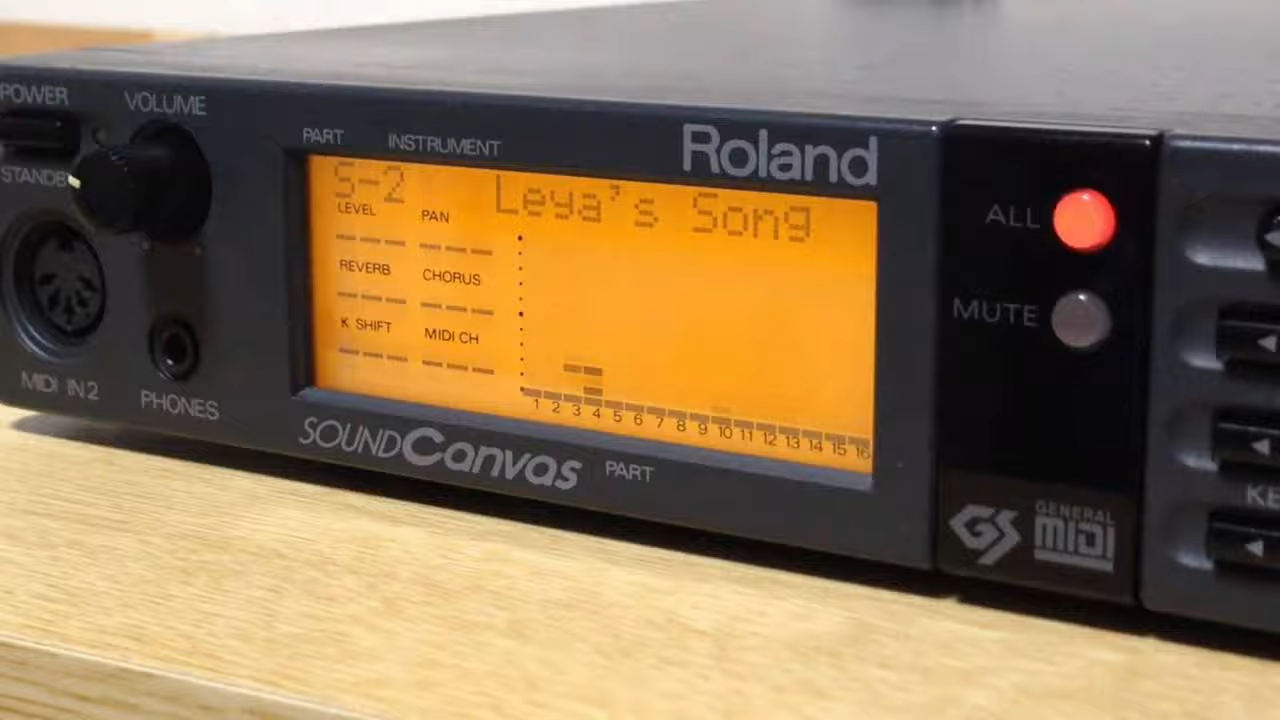 POWER
VOLUME
STANDB
MIDI IN 2
PHONES
PART INSTRUMENT
Roland
S-2 Leya's Song
LEVEL PAN
--- ---
REVERB CHORUS
--- ---
K SHIFT MIDI CH
--- ---
1 2 3 4 5 6 7 8 9 10 11 12 13 14 15 16
SOUND Canvas PART
ALL
MUTE
GS GENERAL
MIDI
KE